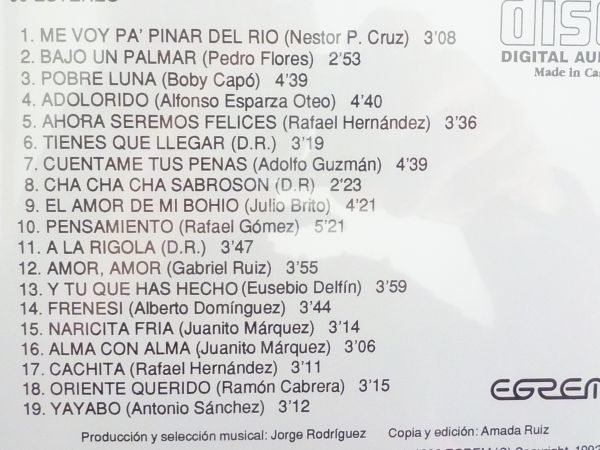 ESTEREO
1. ME VOY PA' PINAR DEL RIO (Nestor P. Cruz) 3'08
2. BAJO UN PALMAR (Pedro Flores) 2'53
3. POBRE LUNA (Boby Capó) 4'39
4. ADOLORIDO (Alfonso Esparza Oteo) 4'40
5. AHORA SEREMOS FELICES (Rafael Hernández) 3'36
6. TIENES QUE LLEGAR (D.R.) 3'19
7. CUENTAME TUS PENAS (Adolfo Guzmán) 4'39
8. CHA CHA CHA SABROSON (D.R) 2'23
9. EL AMOR DE MI BOHIO (Julio Brito) 4'21
10. PENSAMIENTO (Rafael Gómez) 5'21
11. A LA RIGOLA (D.R.) 3'47
12. AMOR, AMOR (Gabriel Ruiz) 3'55
13. Y TU QUE HAS HECHO (Eusebio Delfín) 3'59
14. FRENESI (Alberto Domínguez) 3'44
15. NARICITA FRIA (Juanito Márquez) 3'14
16. ALMA CON ALMA (Juanito Márquez) 3'06
17. CACHITA (Rafael Hernández) 3'11
18. ORIENTE QUERIDO (Ramón Cabrera) 3'15
19. YAYABO (Antonio Sánchez) 3'12
disc
DIGITAL AUD
Made in Ca
EGREM
Producción y selección musical: Jorge Rodríguez Copia y edición: Amada Ruiz